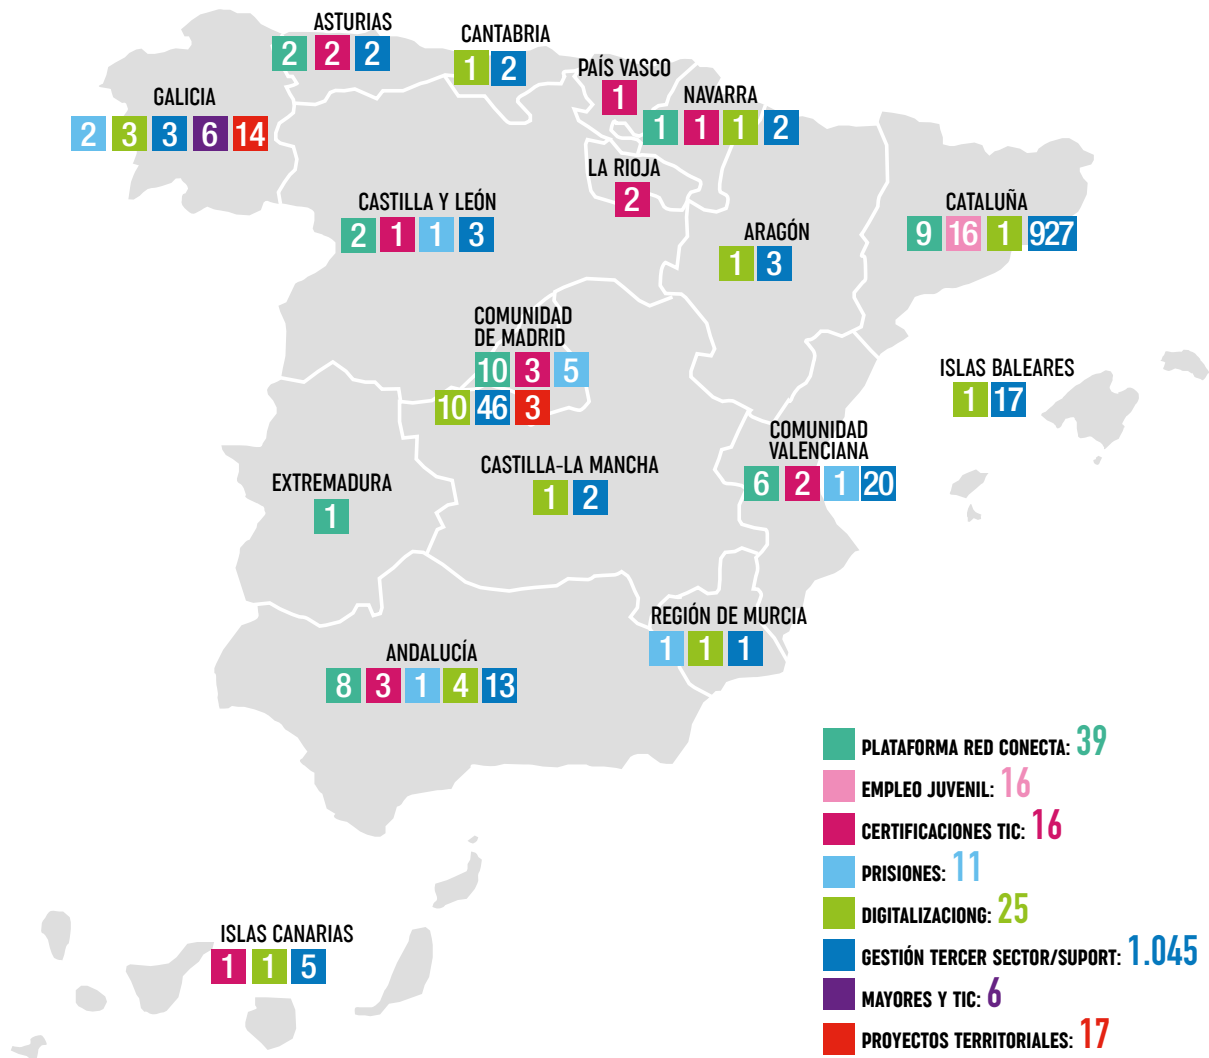 ASTURIAS
2 2 2
CANTABRIA
1 2
PAÍS VASCO
1
NAVARRA
1 1 1 2
GALICIA
2 3 3 6 14
LA RIOJA
2
CASTILLA Y LEÓN
2 1 1 3
CATALUÑA
9 16 1 927
ARAGÓN
1 3
COMUNIDAD
DE MADRID
10 3 5
10 46 3
ISLAS BALEARES
1 17
COMUNIDAD
VALENCIANA
6 2 1 20
CASTILLA-LA MANCHA
1 2
EXTREMADURA
1
REGIÓN DE MURCIA
1 1 1
ANDALUCÍA
8 3 1 4 13
ISLAS CANARIAS
1 1 5
PLATAFORMA RED CONECTA: 39
EMPLEO JUVENIL: 16
CERTIFICACIONES TIC: 16
PRISIONES: 11
DIGITALIZACIONG: 25
GESTIÓN TERCER SECTOR/SUPORT: 1.045
MAYORES Y TIC: 6
PROYECTOS TERRITORIALES: 17